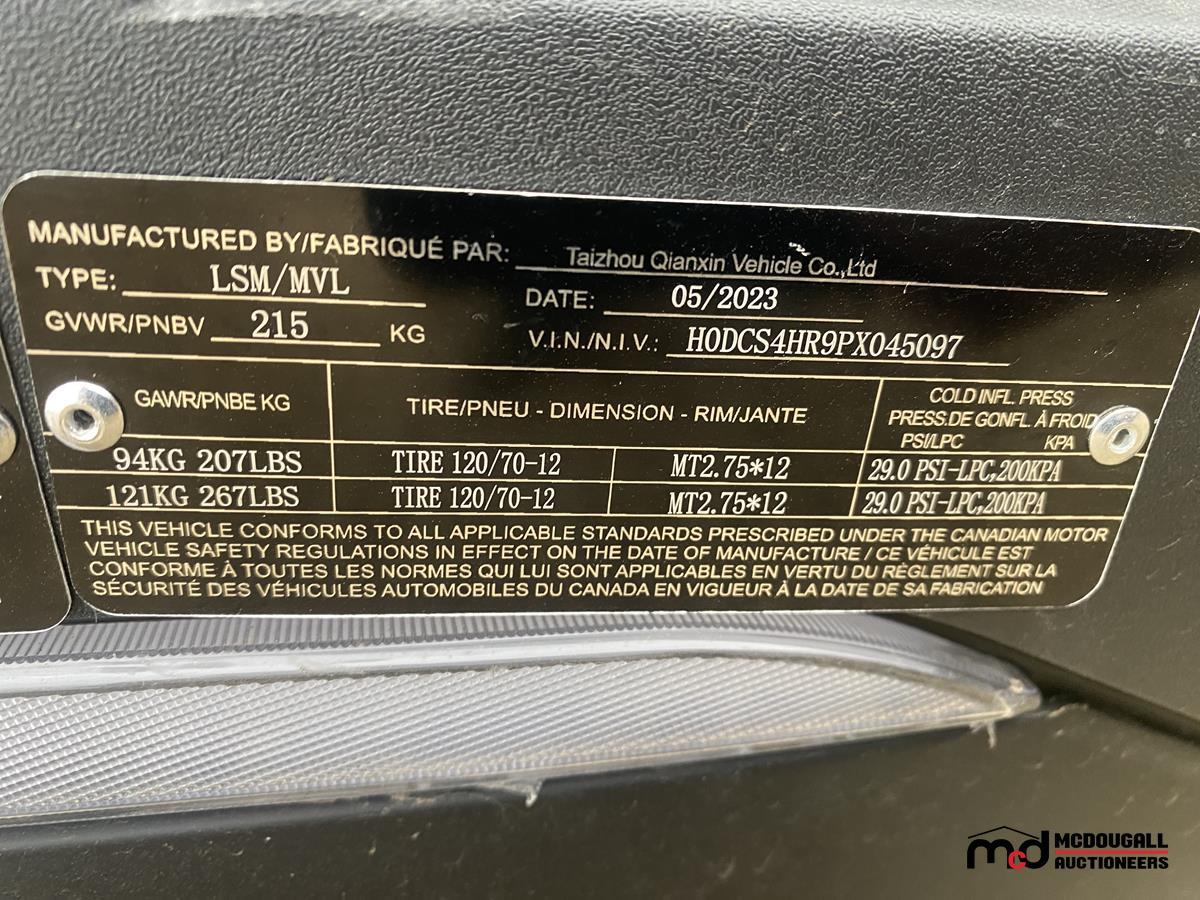 MANUFACTURED BY/FABRIQUÉ PAR: Taizhou Qianxin Vehicle Co.,Ltd
TYPE: LSM/MVL DATE: 05/2023
GVWR/PNBV 215 KG V.I.N./N.I.V.: H0DCS4HR9PX045097
GAWR/PNBE KG TIRE/PNEU - DIMENSION - RIM/JANTE COLD INFL. PRESS
PRESS.DE GONFL. À FROID
PSI/LPC KPA
94KG 207LBS TIRE 120/70-12 MT2.75*12 29.0 PSI-LPC,200KPA
121KG 267LBS TIRE 120/70-12 MT2.75*12 29.0 PSI-LPC,200KPA
THIS VEHICLE CONFORMS TO ALL APPLICABLE STANDARDS PRESCRIBED UNDER THE CANADIAN MOTOR
VEHICLE SAFETY REGULATIONS IN EFFECT ON THE DATE OF MANUFACTURE / CE VÉHICULE EST
CONFORME À TOUTES LES NORMES QUI LUI SONT APPLICABLES EN VERTU DU RÈGLEMENT SUR LA
SÉCURITÉ DES VÉHICULES AUTOMOBILES DU CANADA EN VIGUEUR À LA DATE DE SA FABRICATION
mcd MCDOUGALL
AUCTIONEERS